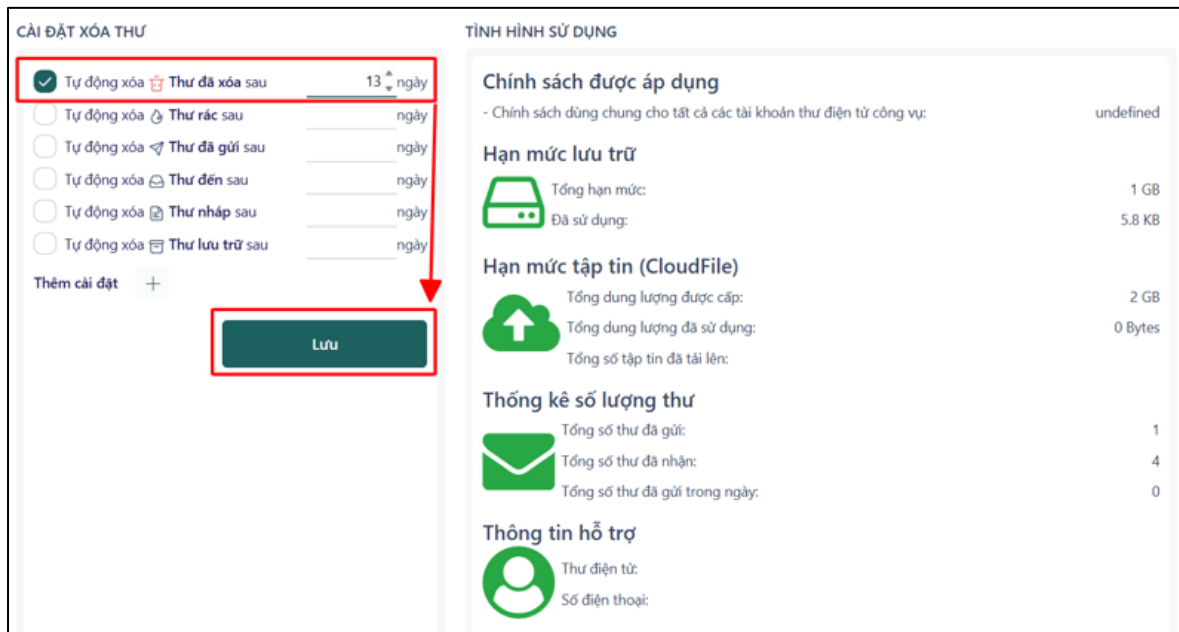 CÀI ĐẶT XÓA THƯ
Tự động xóa Thư đã xóa sau 13 ngày
Tự động xóa Thư rác sau ngày
Tự động xóa Thư đã gửi sau ngày
Tự động xóa Thư đến sau ngày
Tự động xóa Thư nháp sau ngày
Tự động xóa Thư lưu trữ sau ngày
Thêm cài đặt +
Lưu
TÌNH HÌNH SỬ DỤNG
Chính sách được áp dụng
- Chính sách dùng chung cho tất cả các tài khoản thư điện tử công vụ: undefined
Hạn mức lưu trữ
Tổng hạn mức: 1 GB
Đã sử dụng: 5.8 KB
Hạn mức tập tin (CloudFile)
Tổng dung lượng được cấp: 2 GB
Tổng dung lượng đã sử dụng: 0 Bytes
Tổng số tập tin đã tải lên:
Thống kê số lượng thư
Tổng số thư đã gửi: 1
Tổng số thư đã nhận: 4
Tổng số thư đã gửi trong ngày: 0
Thông tin hỗ trợ
Thư điện tử:
Số điện thoại: